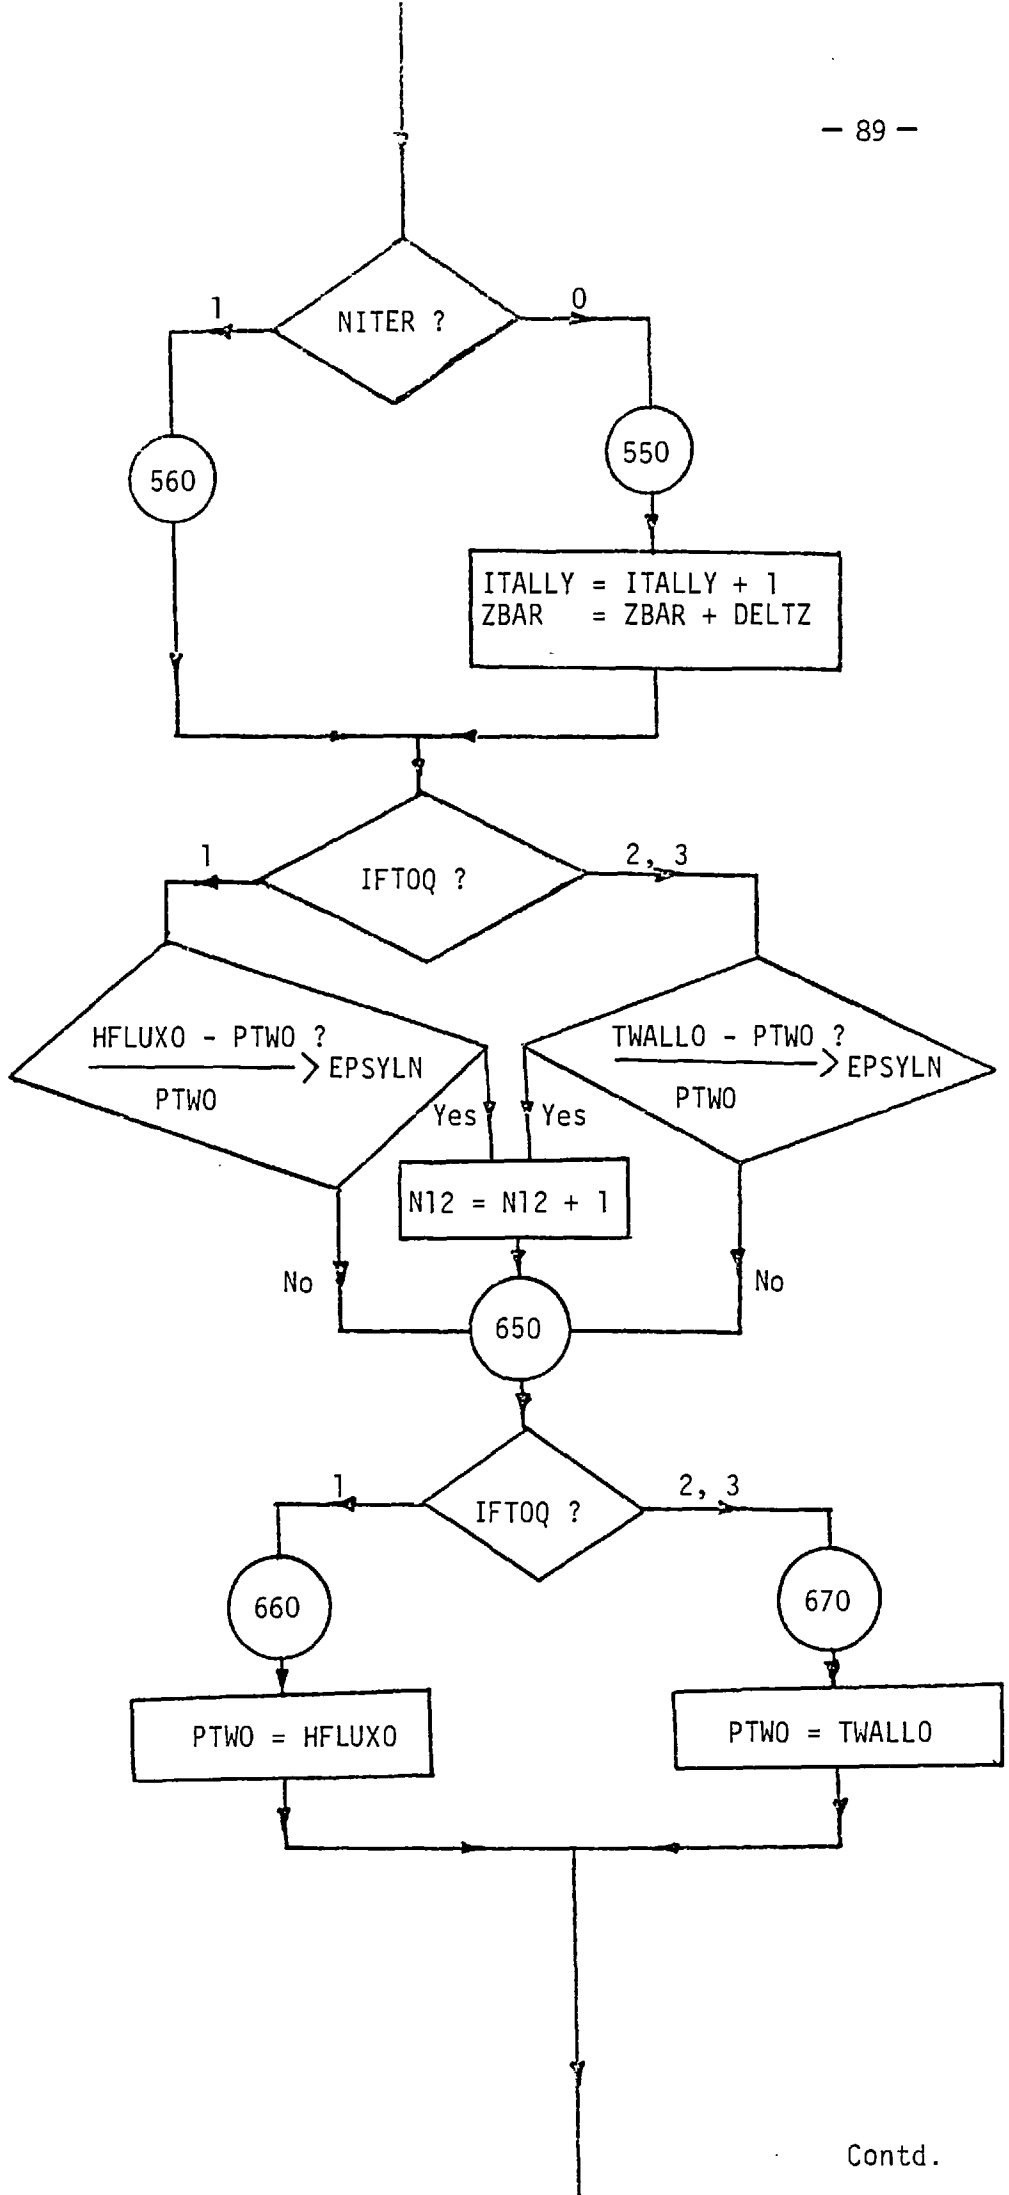 - 89 -
1
0
NITER ?
560
550
ITALLY = ITALLY + 1
ZBAR = ZBAR + DELTZ
1
2, 3
IFTOQ ?
HFLUXO - PTWO ?
> EPSYLN
PTWO
TWALLO - PTWO ?
> EPSYLN
PTWO
Yes
Yes
N12 = N12 + 1
No
No
650
1
2, 3
IFTOQ ?
660
670
PTWO = HFLUXO
PTWO = TWALLO
Contd.